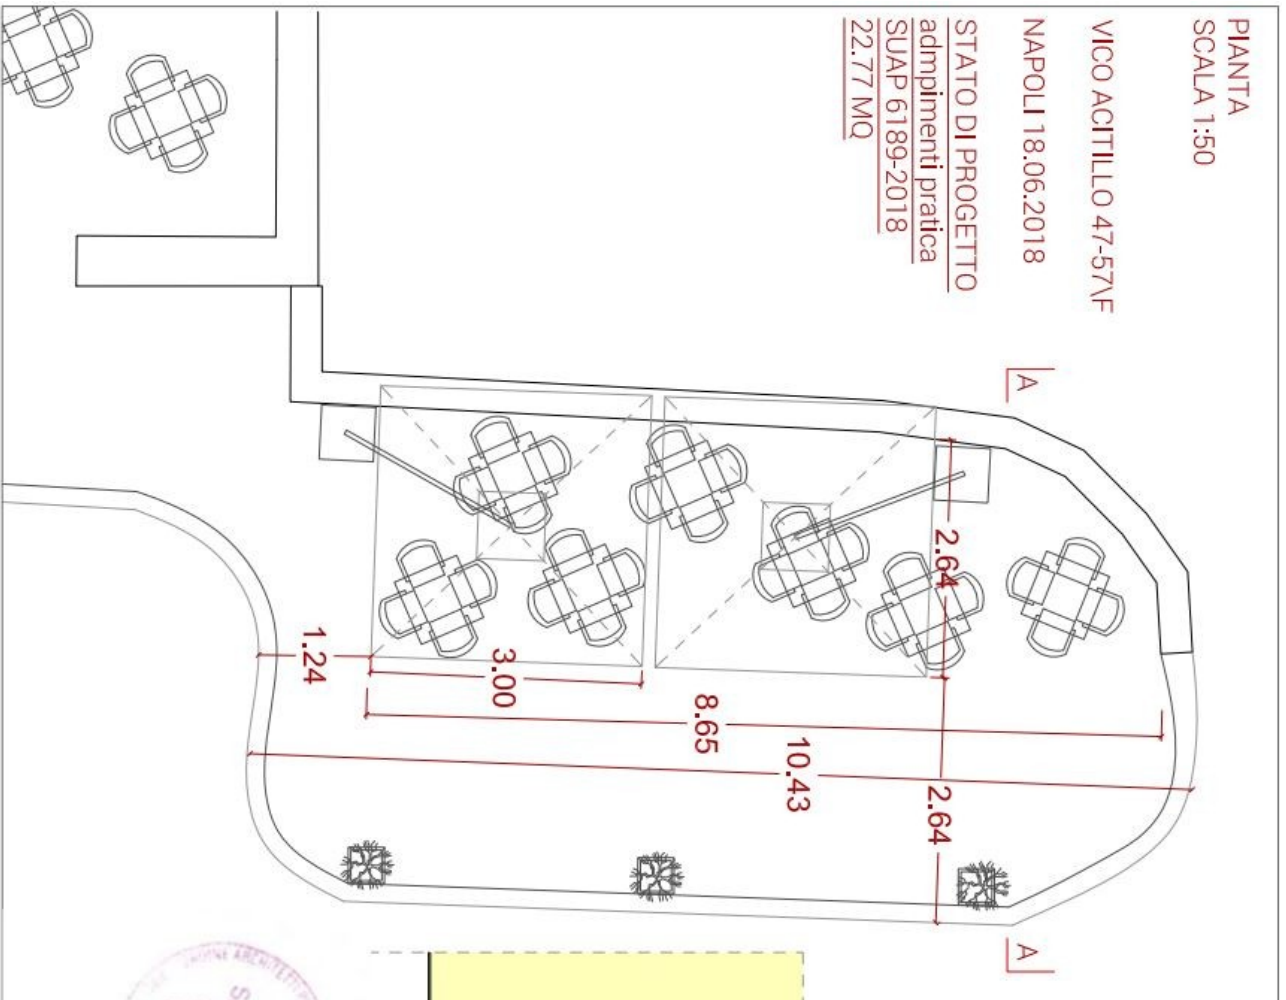 PIANTA
SCALA 1:50
VICO ACITILLO 47-57\F
NAPOLI 18.06.2018
STATO DI PROGETTO
admpimenti pratica
SUAP 6189-2018
22.77 MQ
A
2.64
1.24
3.00
8.65
10.43
2.64
A